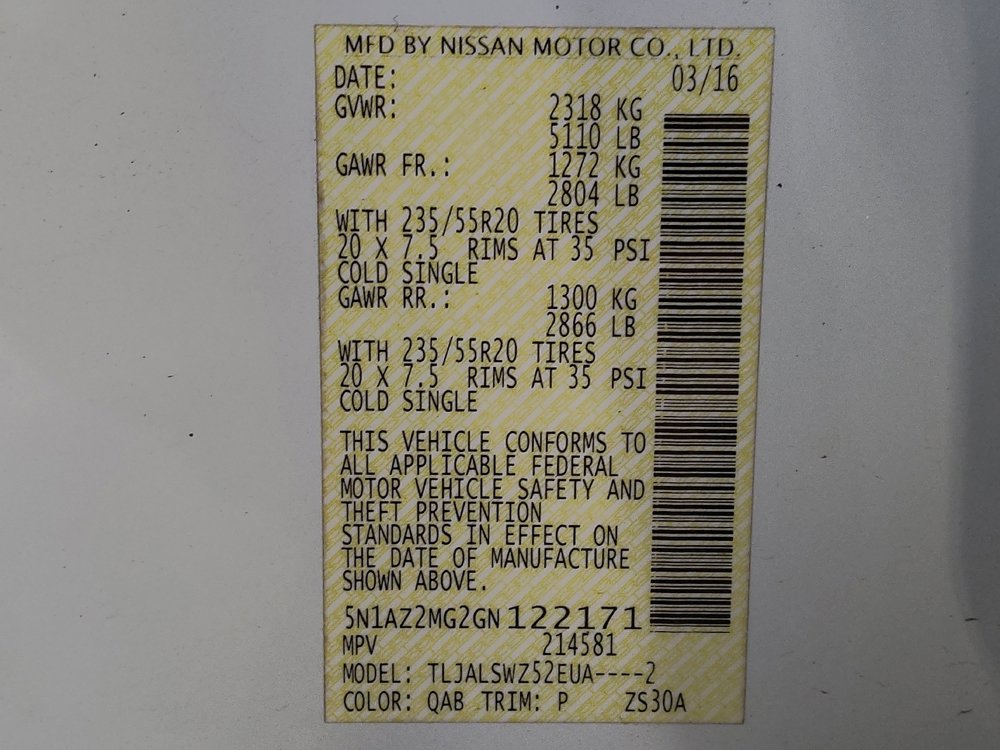 MFD BY NISSAN MOTOR CO., LTD.
DATE: 03/16
GVWR: 2318 KG
5110 LB
GAWR FR.: 1272 KG
2804 LB
WITH 235/55R20 TIRES
20 X 7.5 RIMS AT 35 PSI
COLD SINGLE
GAWR RR.: 1300 KG
2866 LB
WITH 235/55R20 TIRES
20 X 7.5 RIMS AT 35 PSI
COLD SINGLE
THIS VEHICLE CONFORMS TO
ALL APPLICABLE FEDERAL
MOTOR VEHICLE SAFETY AND
THEFT PREVENTION
STANDARDS IN EFFECT ON
THE DATE OF MANUFACTURE
SHOWN ABOVE.
5N1AZ2MG2GN122171
MPV 214581
MODEL: TLJALSWZ52EUA----2
COLOR: QAB TRIM: P ZS30A